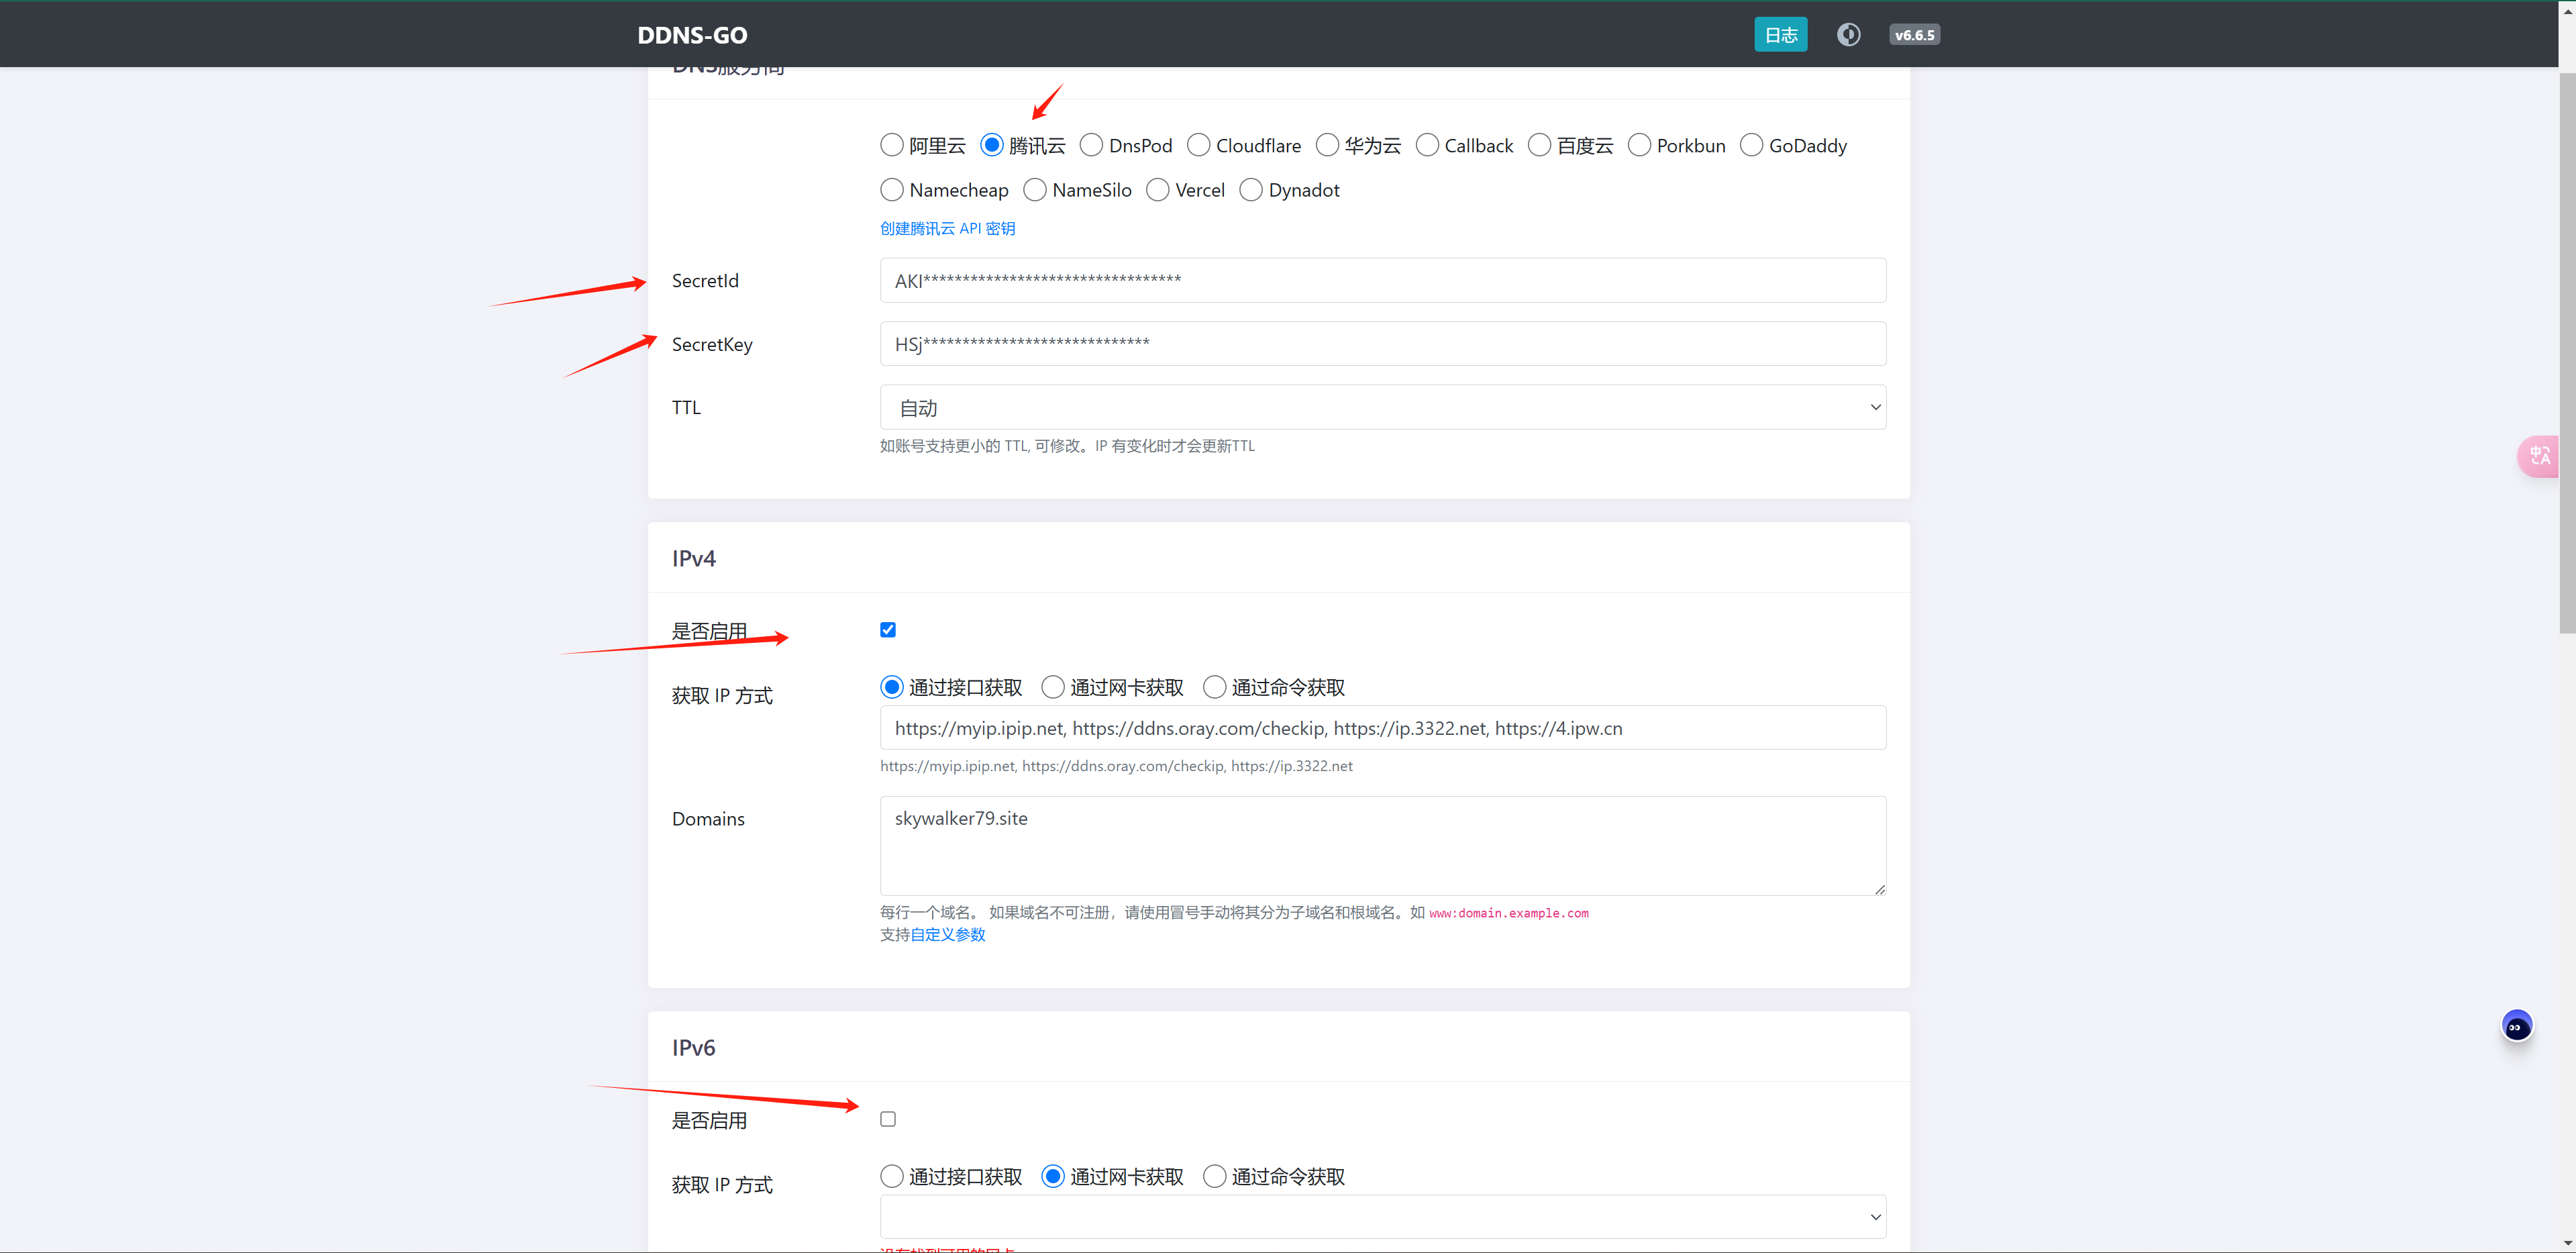 DDNS-GO 日志 v6.6.5
DNS服务商
阿里云 腾讯云 DnsPod Cloudflare 华为云 Callback 百度云 Porkbun GoDaddy
Namecheap NameSilo Vercel Dynadot
创建腾讯云 API 密钥
SecretId AKI*********************************
SecretKey HSj*****************************
TTL 自动
如账号支持更小的 TTL, 可修改。IP 有变化时才会更新TTL
IPv4
是否启用
获取 IP 方式 通过接口获取 通过网卡获取 通过命令获取
https://myip.ipip.net, https://ddns.oray.com/checkip, https://ip.3322.net, https://4.ipw.cn
https://myip.ipip.net, https://ddns.oray.com/checkip, https://ip.3322.net
Domains skywalker79.site
每行一个域名。 如果域名不可注册，请使用冒号手动将其分为子域名和根域名。如 www:domain.example.com
支持自定义参数
IPv6
是否启用
获取 IP 方式 通过接口获取 通过网卡获取 通过命令获取
没有找到可用的网卡